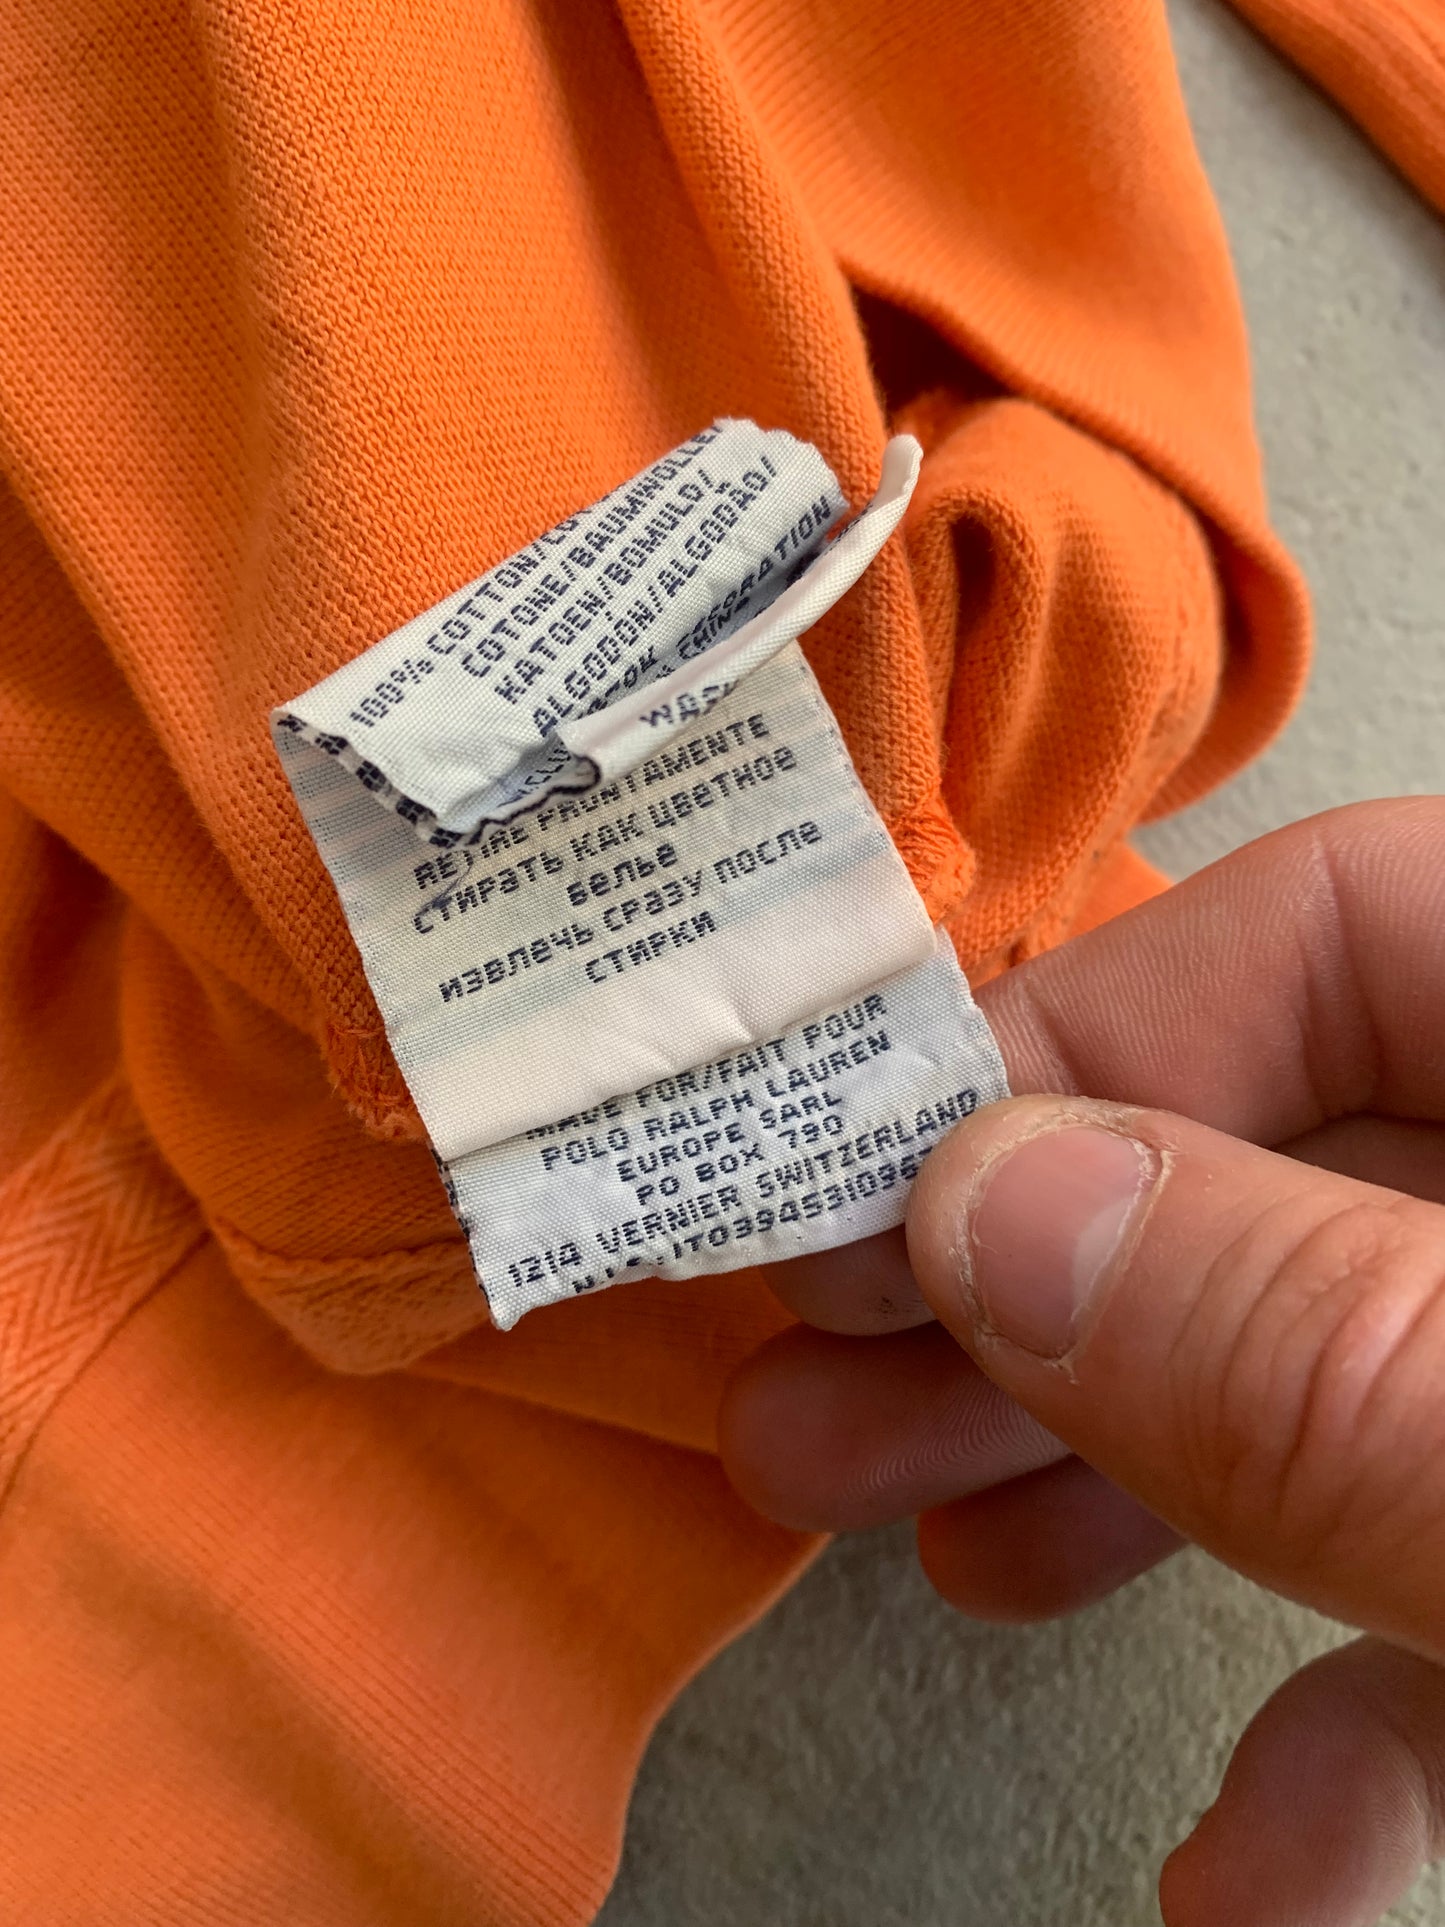 100% COTTON/
COTONE/BAUMWOLLE/
KATOEN/BOMULD/
ALGODON/ALGODÃO/
CORPORATION
CHINA
RETIRE PRONTAMENTE
СТИРАТЬ КАК ЦВЕТНОЕ
БЕЛЬЕ
ИЗВЛЕЧЬ СРАЗУ ПОСЛЕ
СТИРКИ
MADE FOR/FAIT POUR
POLO RALPH LAUREN
EUROPE SARL
PO BOX 790
1214 VERNIER SWITZERLAND